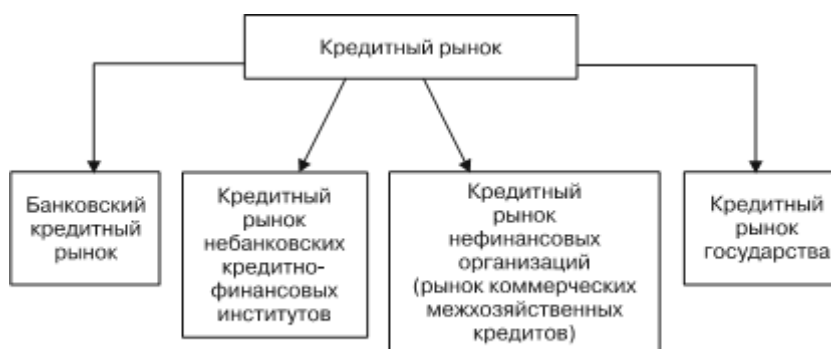 Кредитный рынок
Банковский
кредитный
рынок
Кредитный
рынок
небанковских
кредитно-
финансовых
институтов
Кредитный
рынок
нефинансовых
организаций
(рынок коммерческих
межхозяйственных
кредитов)
Кредитный
рынок
государства